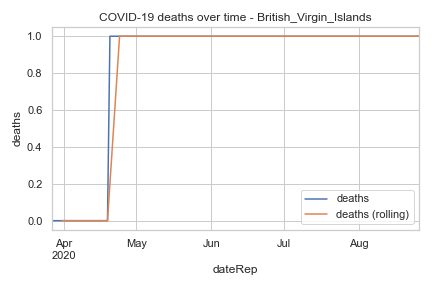 COVID-19 deaths over time - British_Virgin_Islands
1.0
0.8
0.6
0.4
0.2
0.0
deaths
deaths
deaths (rolling)
Apr
2020
May
Jun
Jul
Aug
dateRep